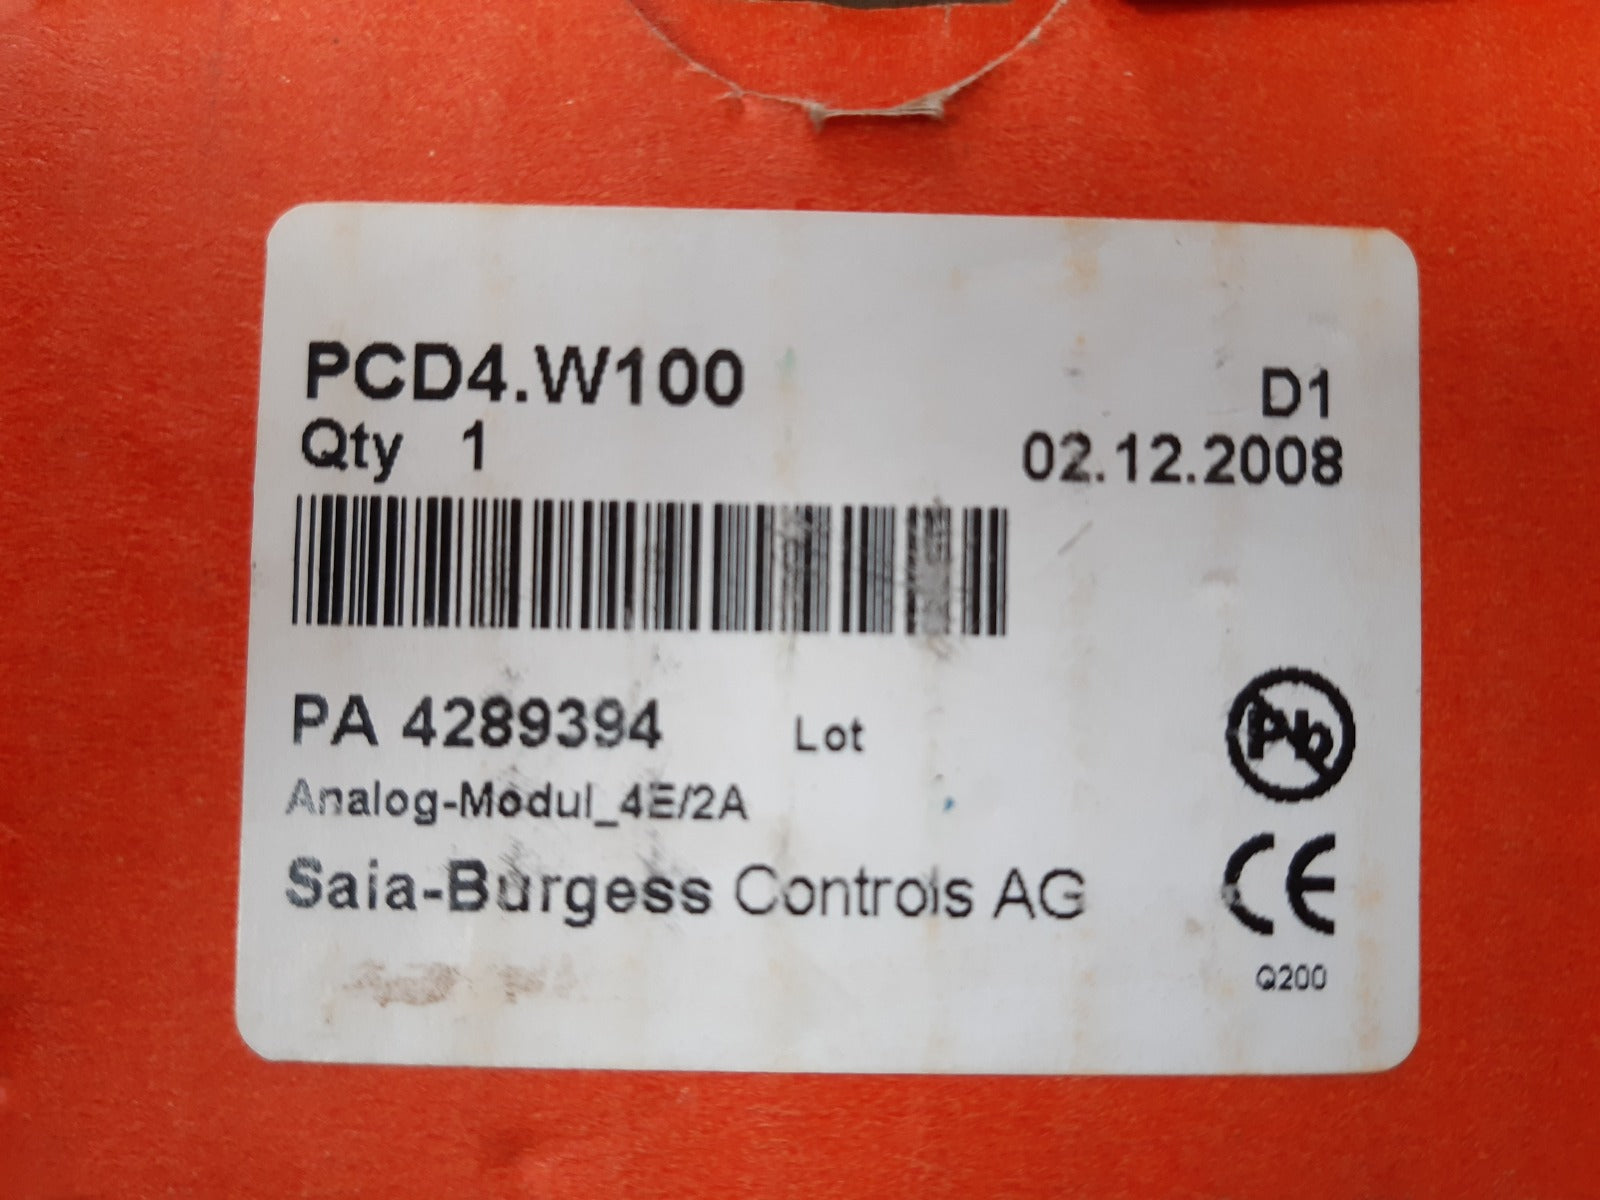 PCD4.W100
D1
Qty 1
02.12.2008
PA 4289394
Lot
Pb
Analog-Modul_4E/2A
Saia-Burgess Controls AG
CE
Q200